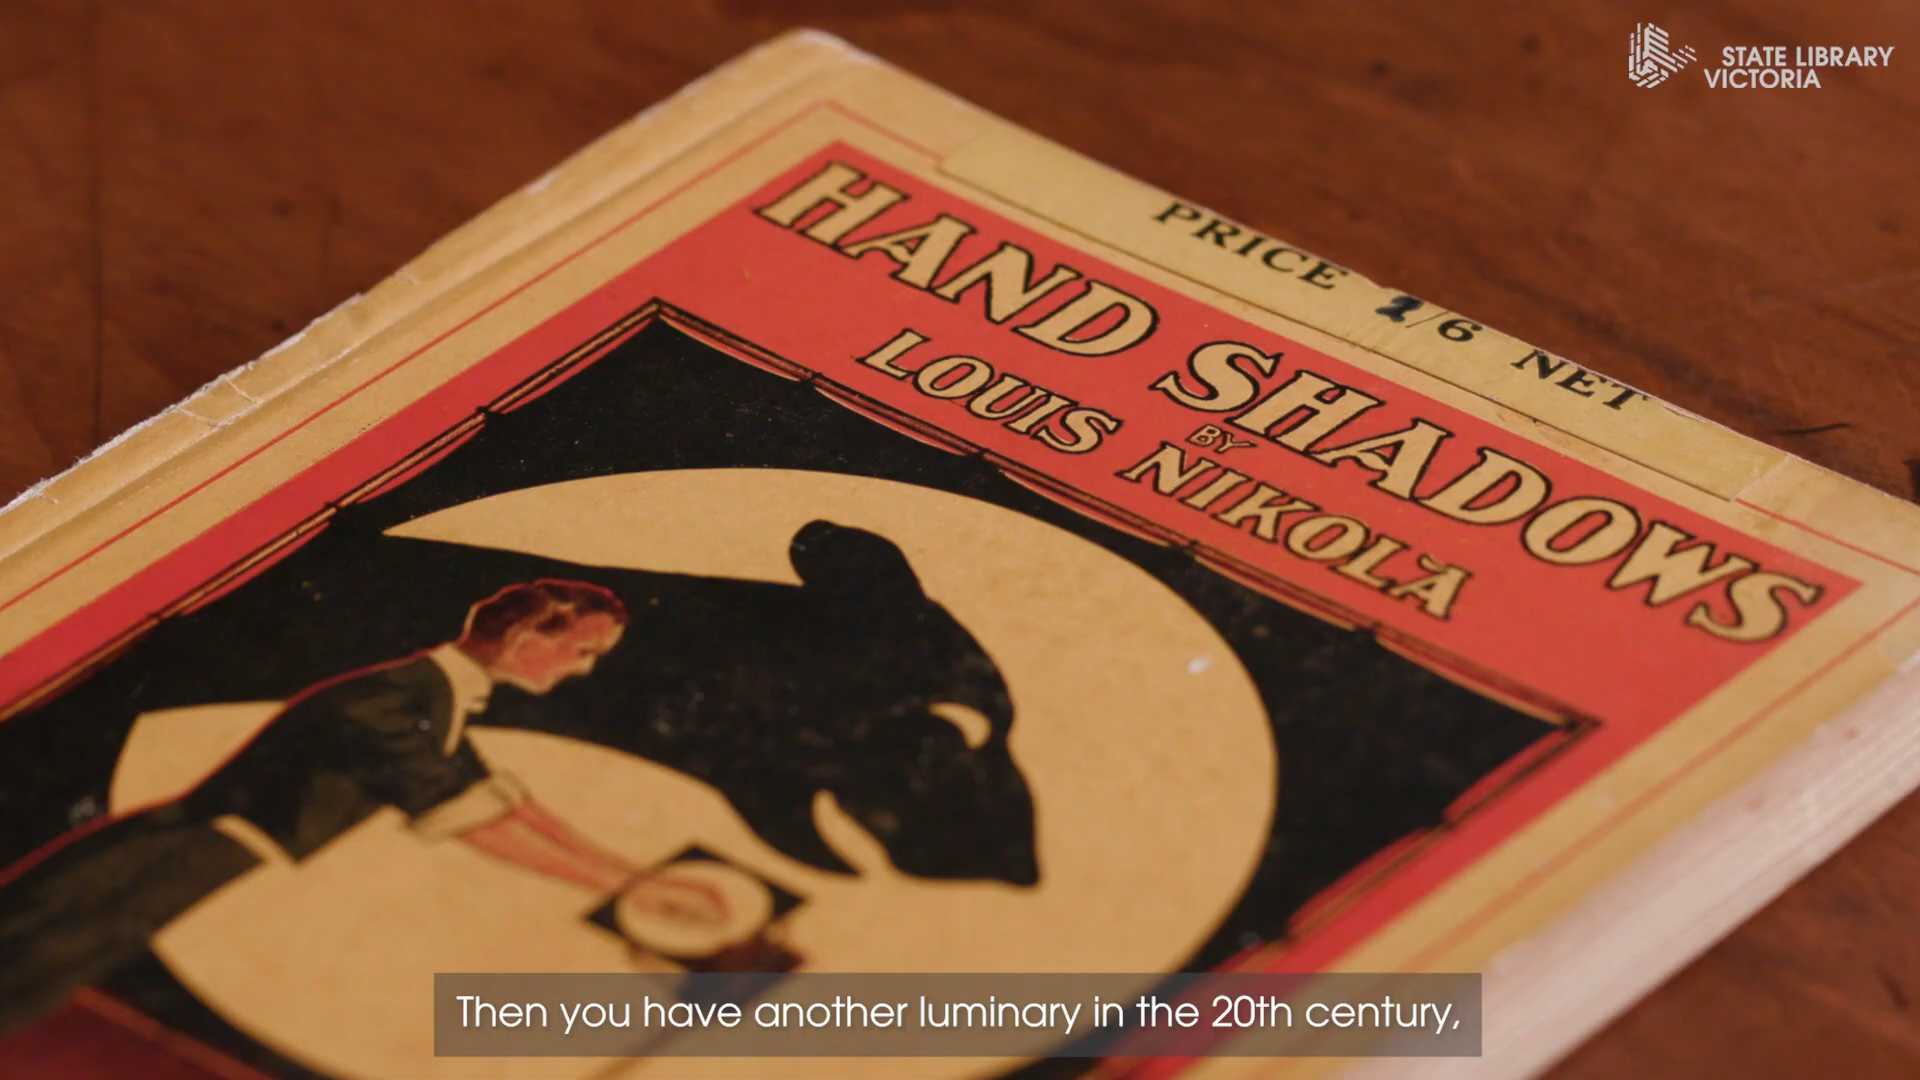 STATE LIBRARY
VICTORIA
PRICE 2/6 NET
HAND SHADOWS
BY
LOUIS NIKOLA
Then you have another luminary in the 20th century,